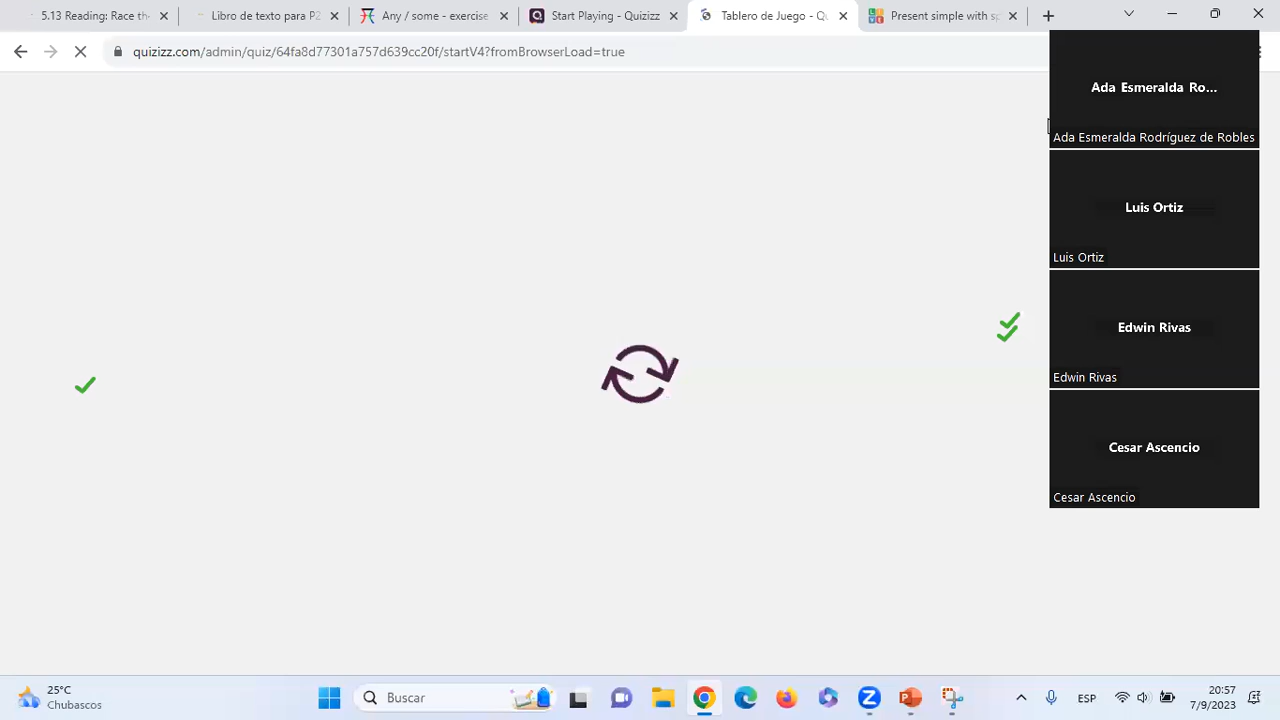 5.13 Reading: Race th
Libro de texto para P2
Any / some: exercise
Start Playing - Quizizz
Tablero de Juego - Qu
Present simple with sp
quizizz.com/admin/quiz/64fa8d77301a757d639cc20f/startV4?fromBrowserLoad=true
Ada Esmeralda Ro...
Ada Esmeralda Rodríguez de Robles
Luis Ortiz
Luis Ortiz
Edwin Rivas
Edwin Rivas
Cesar Ascencio
Cesar Ascencio
25°C
Chubascos
Buscar
ESP
20:57
7/9/2023